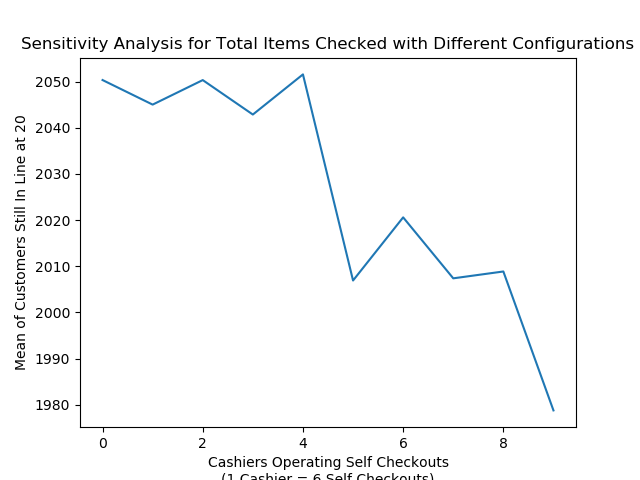 Sensitivity Analysis for Total Items Checked with Different Configurations
Mean of Customers Still In Line at 20
2050
2040
2030
2020
2010
2000
1990
1980
0 2 4 6 8
Cashiers Operating Self Checkouts
(1 Cashier = 6 Self Checkouts)